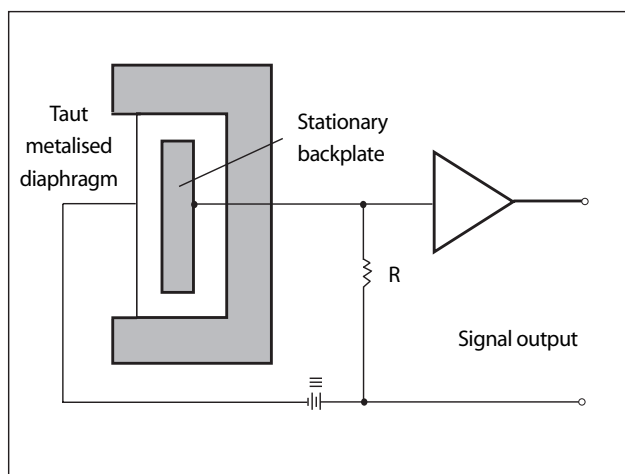 Taut
metalised
diaphragm
Stationary
backplate
R
Signal output